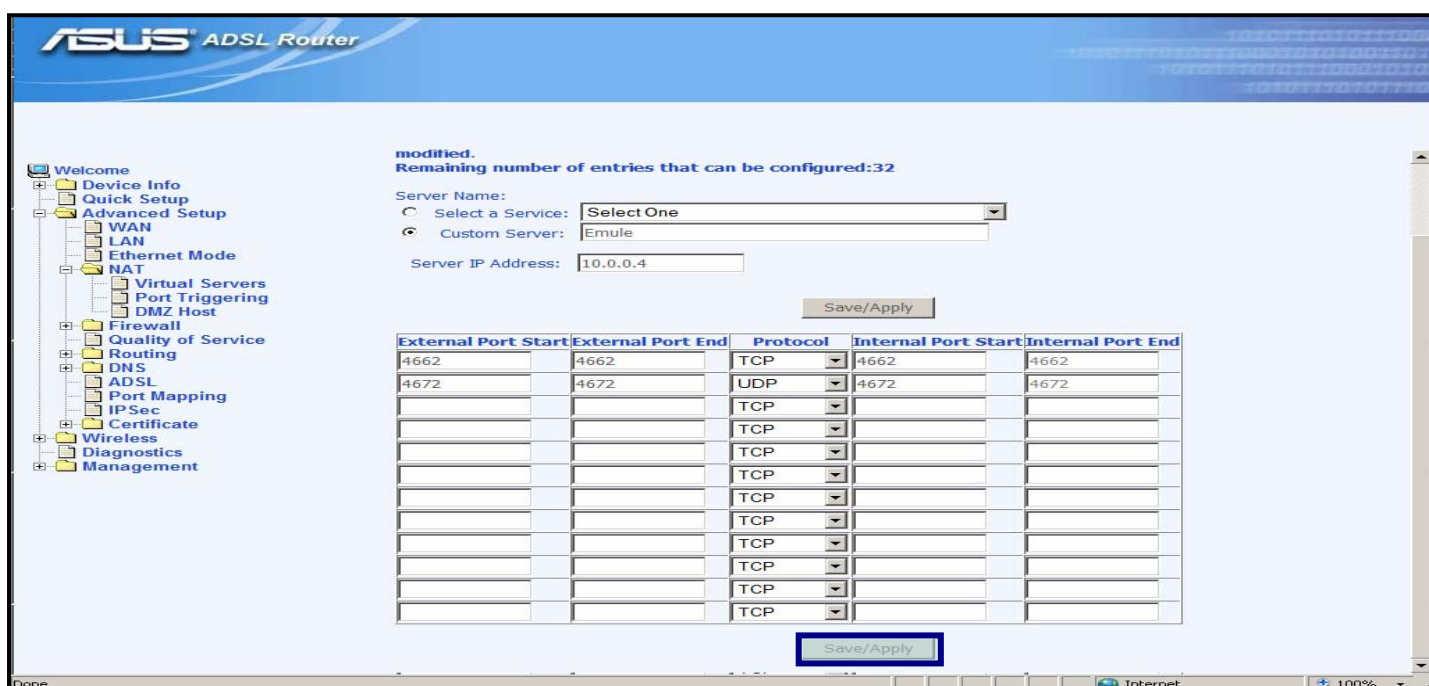 ASUS ADSL Router
Welcome
Device Info
Quick Setup
Advanced Setup
WAN
LAN
Ethernet Mode
NAT
Virtual Servers
Port Triggering
DMZ Host
Firewall
Quality of Service
Routing
DNS
ADSL
Port Mapping
IPSec
Certificate
Wireless
Diagnostics
Management
modified.
Remaining number of entries that can be configured:32
Server Name:
Select a Service: Select One
Custom Server: Emule
Server IP Address: 10.0.0.4
Save/Apply
External Port Start External Port End Protocol Internal Port Start Internal Port End
4662 4662 TCP 4662 4662
4672 4672 UDP 4672 4672
TCP
TCP
TCP
TCP
TCP
TCP
TCP
TCP
TCP
TCP
Save/Apply
Done Internet 100%